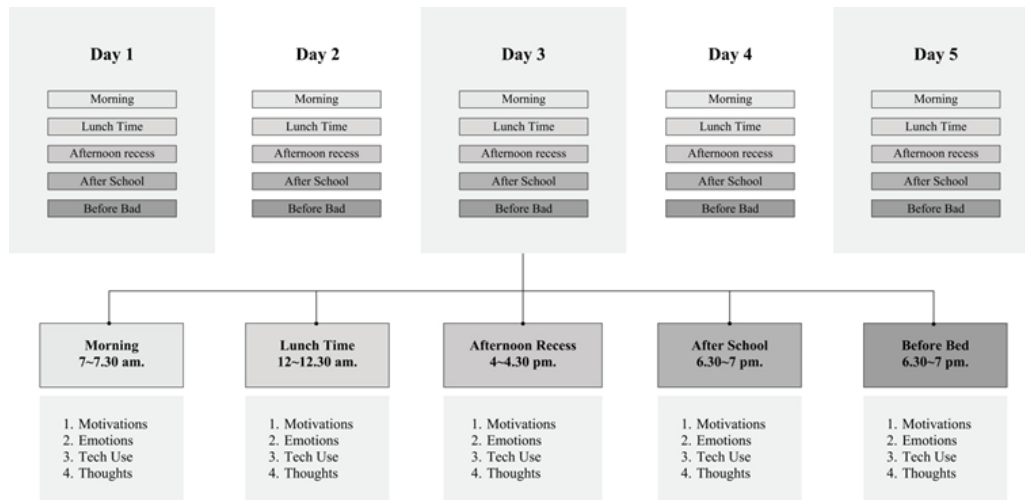 Day 1
Day 2
Day 3
Day 4
Day 5
Morning
Morning
Morning
Morning
Morning
Lunch Time
Lunch Time
Lunch Time
Lunch Time
Lunch Time
Afternoon recess
Afternoon recess
Afternoon recess
Afternoon recess
Afternoon recess
After School
After School
After School
After School
After School
Before Bad
Before Bad
Before Bad
Before Bad
Before Bad
Morning
7~7.30 am.
Lunch Time
12~12.30 am.
Afternoon Recess
4~4.30 pm.
After School
6.30~7 pm.
Before Bed
6.30~7 pm.
1. Motivations
2. Emotions
3. Tech Use
4. Thoughts
1. Motivations
2. Emotions
3. Tech Use
4. Thoughts
1. Motivations
2. Emotions
3. Tech Use
4. Thoughts
1. Motivations
2. Emotions
3. Tech Use
4. Thoughts
1. Motivations
2. Emotions
3. Tech Use
4. Thoughts